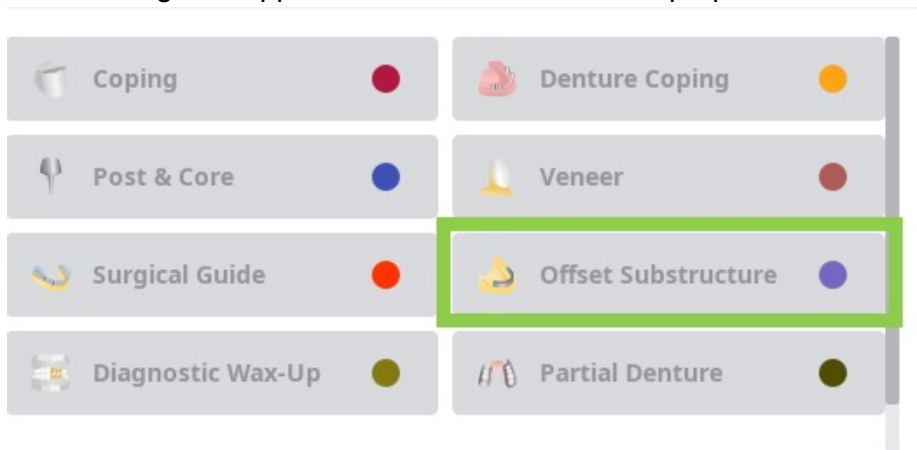 Coping
Denture Coping
Post & Core
Veneer
Surgical Guide
Offset Substructure
Diagnostic Wax-Up
Partial Denture